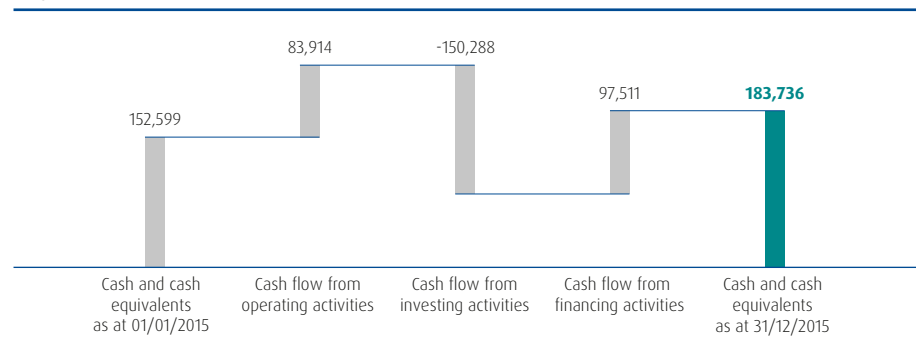 83,914
-150,288
97,511
183,736
152,599
Cash and cash
equivalents
as at 01/01/2015
Cash flow from
operating activities
Cash flow from
investing activities
Cash flow from
financing activities
Cash and cash
equivalents
as at 31/12/2015